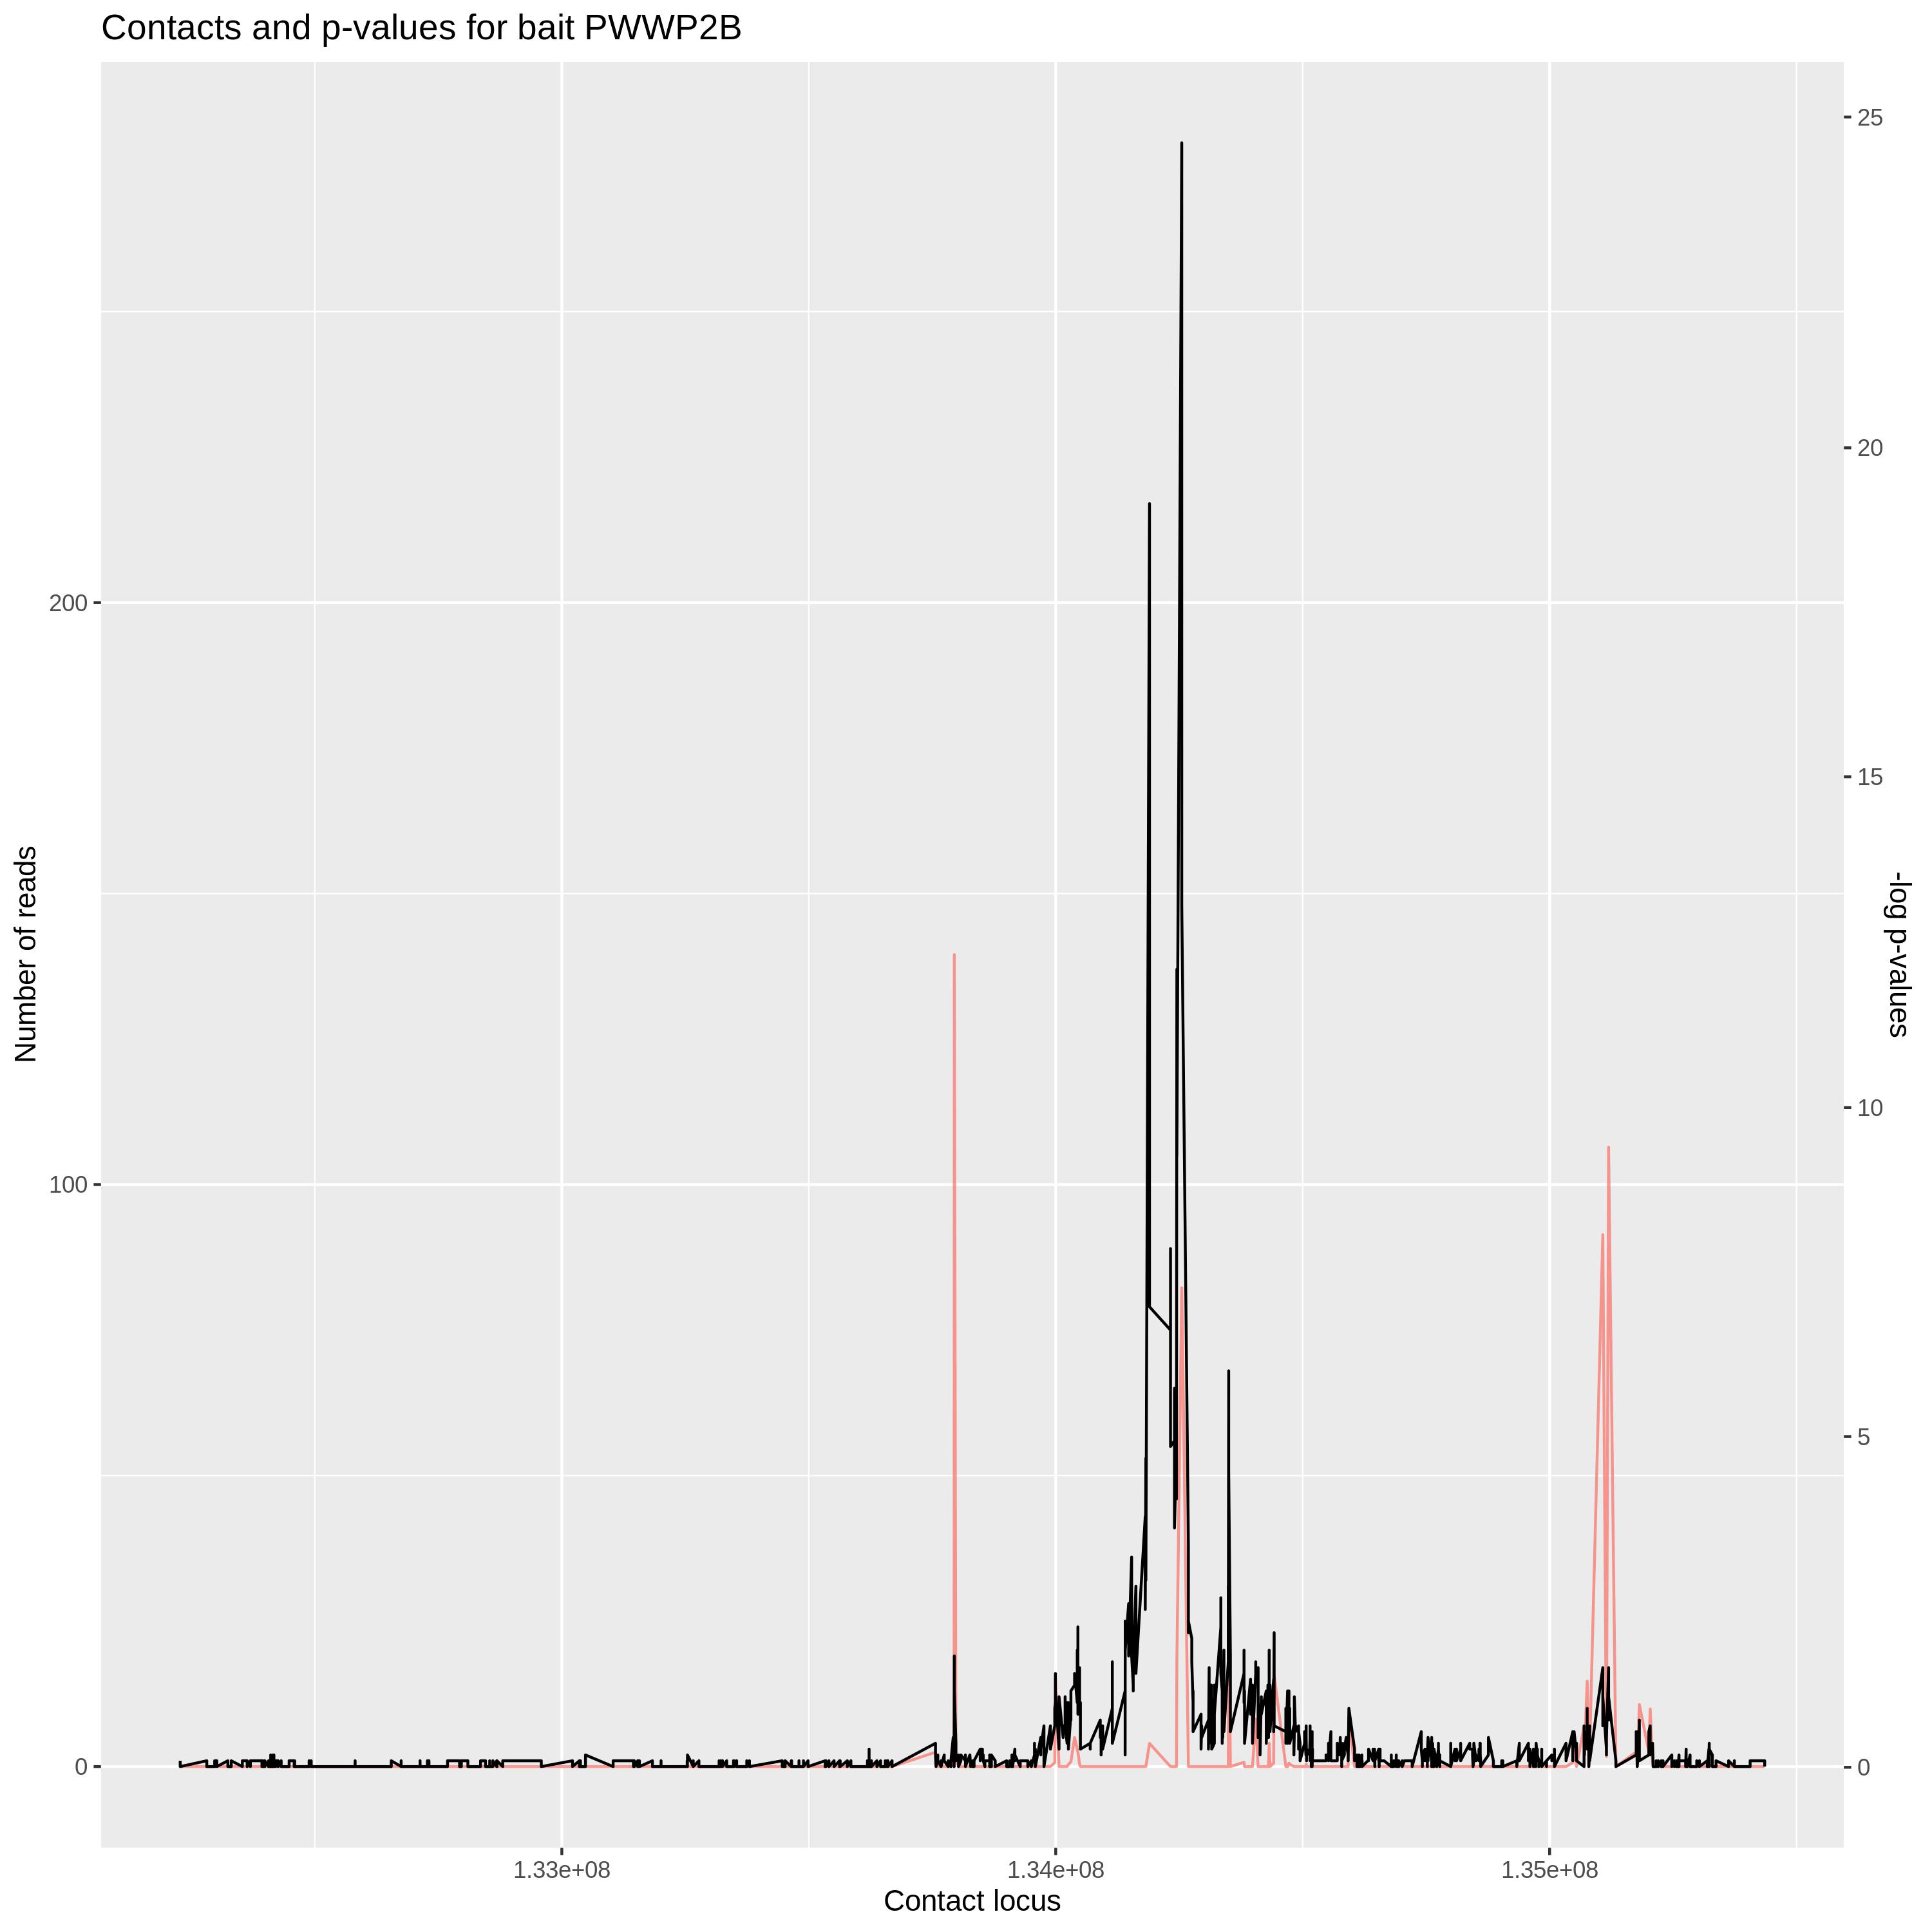 Contacts and p-values for bait PWWP2B
Number of reads
200
100
0
25
20
15
10
5
0
-log p-values
1.33e+08
1.34e+08
1.35e+08
Contact locus